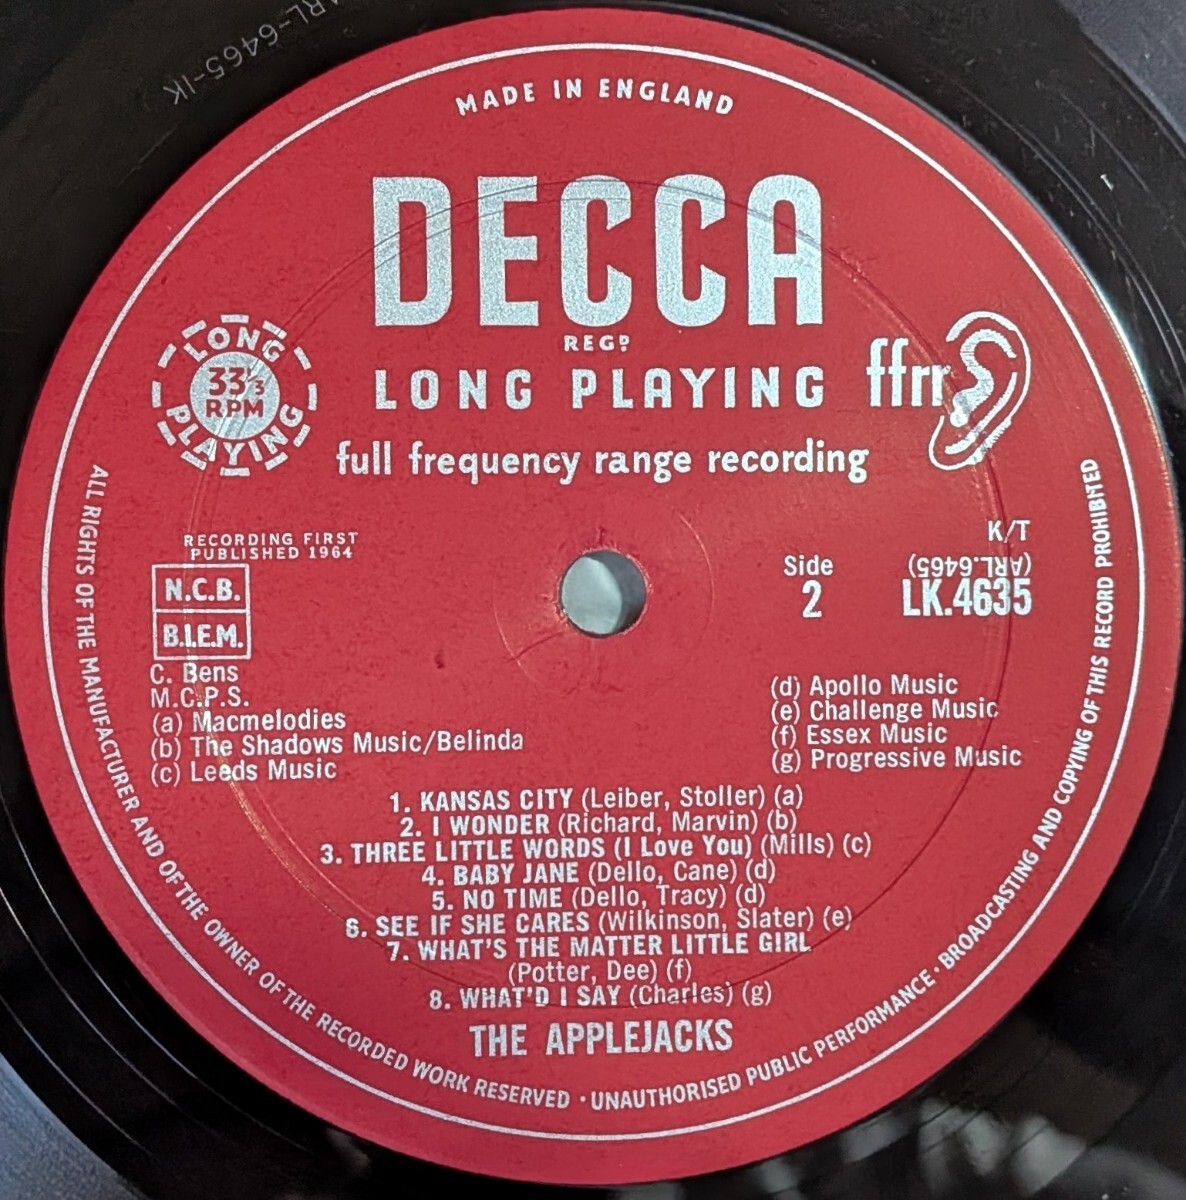 ARL-6465-1K
MADE IN ENGLAND
DECCA
REGD
LONG PLAYING
ffrr
full frequency range recording
LONG
33⅓
RPM
PLAYING
RECORDING FIRST
PUBLISHED 1964
N.C.B.
B.I.E.M.
C. Bens
M.C.P.S.
(a) Macmelodies
(b) The Shadows Music/Belinda
(c) Leeds Music
Side
2
K/T
(ARL.6465)
LK.4635
(d) Apollo Music
(e) Challenge Music
(f) Essex Music
(g) Progressive Music
1. KANSAS CITY (Leiber, Stoller) (a)
2. I WONDER (Richard, Marvin) (b)
3. THREE LITTLE WORDS (I Love You) (Mills) (c)
4. BABY JANE (Dello, Cane) (d)
5. NO TIME (Dello, Tracy) (d)
6. SEE IF SHE CARES (Wilkinson, Slater) (e)
7. WHAT'S THE MATTER LITTLE GIRL
(Potter, Dee) (f)
8. WHAT'D I SAY (Charles) (g)
THE APPLEJACKS
ALL RIGHTS OF THE MANUFACTURER AND OF THE OWNER OF THE RECORDED WORK RESERVED · UNAUTHORISED PUBLIC PERFORMANCE · BROADCASTING AND COPYING OF THIS RECORD PROHIBITED